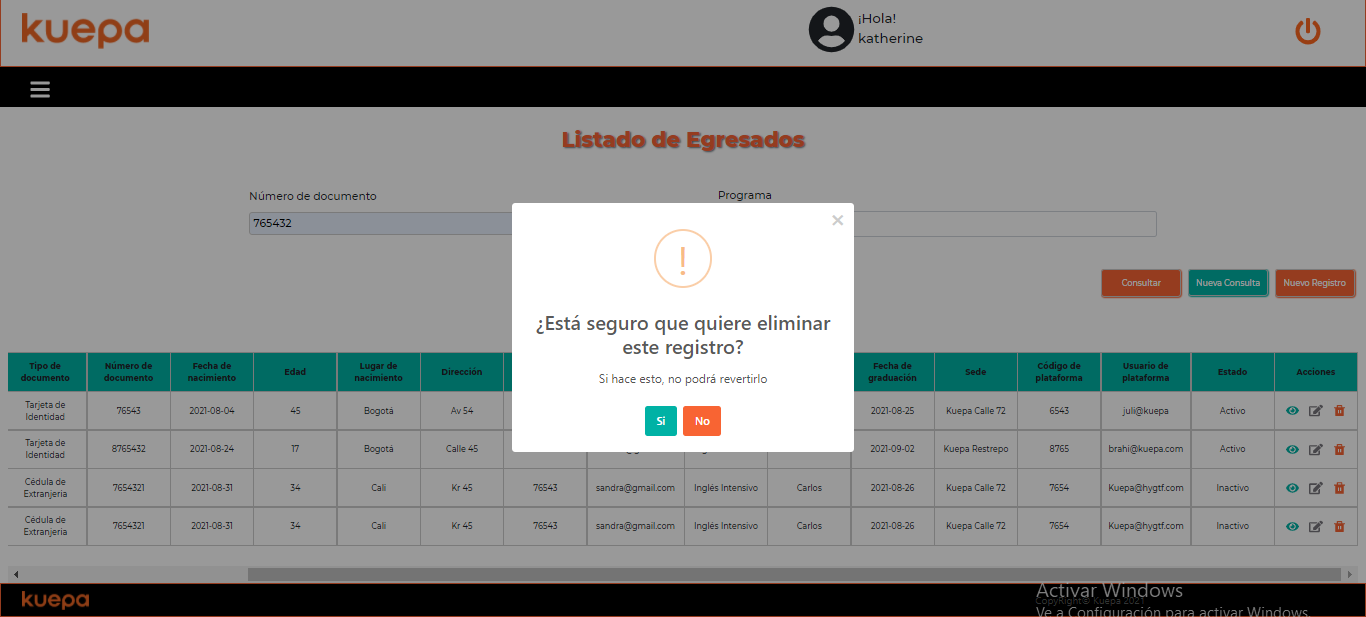 kuepa
¡Hola!
katherine
Listado de Egresados
Número de documento
Programa
765432
¿Está seguro que quiere eliminar
este registro?
Si hace esto, no podrá revertirlo
Si No
Consultar Nueva Consulta Nuevo Registro
Tipo de documento Número de documento Fecha de nacimiento Edad Lugar de nacimiento Dirección Fecha de graduación Sede Código de plataforma Usuario de plataforma Estado Acciones
Tarjeta de Identidad 76543 2021-08-04 45 Bogotá Av 54 2021-08-25 Kuepa Calle 72 6543 juli@kuepa Activo
Tarjeta de Identidad 8765432 2021-08-24 17 Bogotá Calle 45 2021-09-02 Kuepa Restrepo 8765 brahi@kuepa.com Activo
Cédula de Extranjería 7654321 2021-08-31 34 Cali Kr 45 76543 sandra@gmail.com Inglés Intensivo Carlos 2021-08-26 Kuepa Calle 72 7654 Kuepa@hygtf.com Inactivo
Cédula de Extranjería 7654321 2021-08-31 34 Cali Kr 45 76543 sandra@gmail.com Inglés Intensivo Carlos 2021-08-26 Kuepa Calle 72 7654 Kuepa@hygtf.com Inactivo
kuepa
Activar Windows
CopyRight© Kuepa 2021
Ve a Configuración para activar Windows.